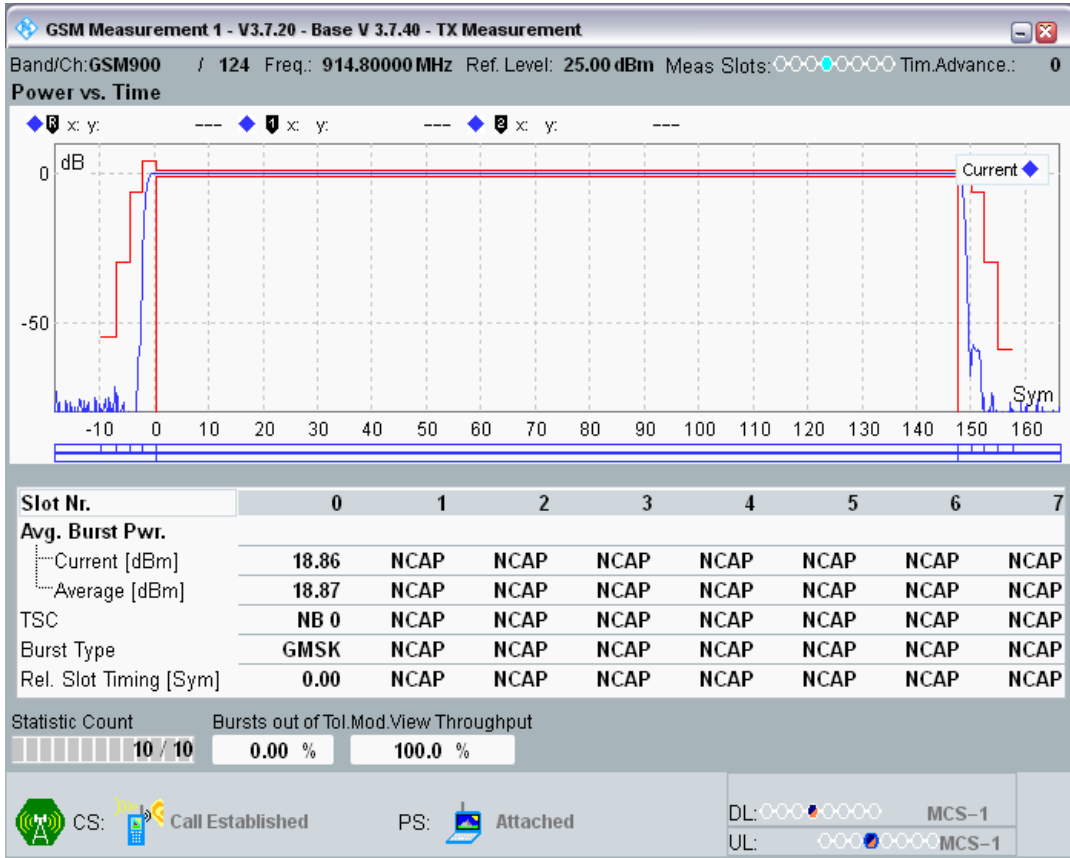 GSM Measurement 1 - V3.7.20 - Base V 3.7.40 - TX Measurement
Band/Ch:GSM900 / 124 Freq.: 914.80000 MHz Ref. Level: 25.00 dBm Meas Slots: Tim.Advance.: 0
Power vs. Time
R x: y: --- 1 x: y: --- 2 x: y: ---
dB
Current
0
-50
Sym
-10 0 10 20 30 40 50 60 70 80 90 100 110 120 130 140 150 160
Slot Nr. 0 1 2 3 4 5 6 7
Avg. Burst Pwr.
Current [dBm] 18.86 NCAP NCAP NCAP NCAP NCAP NCAP NCAP
Average [dBm] 18.87 NCAP NCAP NCAP NCAP NCAP NCAP NCAP
TSC NB 0 NCAP NCAP NCAP NCAP NCAP NCAP NCAP
Burst Type GMSK NCAP NCAP NCAP NCAP NCAP NCAP NCAP
Rel. Slot Timing [Sym] 0.00 NCAP NCAP NCAP NCAP NCAP NCAP NCAP
Statistic Count Bursts out of Tol.Mod.View Throughput
10 / 10 0.00 % 100.0 %
CS: Call Established PS: Attached
DL: MCS-1
UL: MCS-1